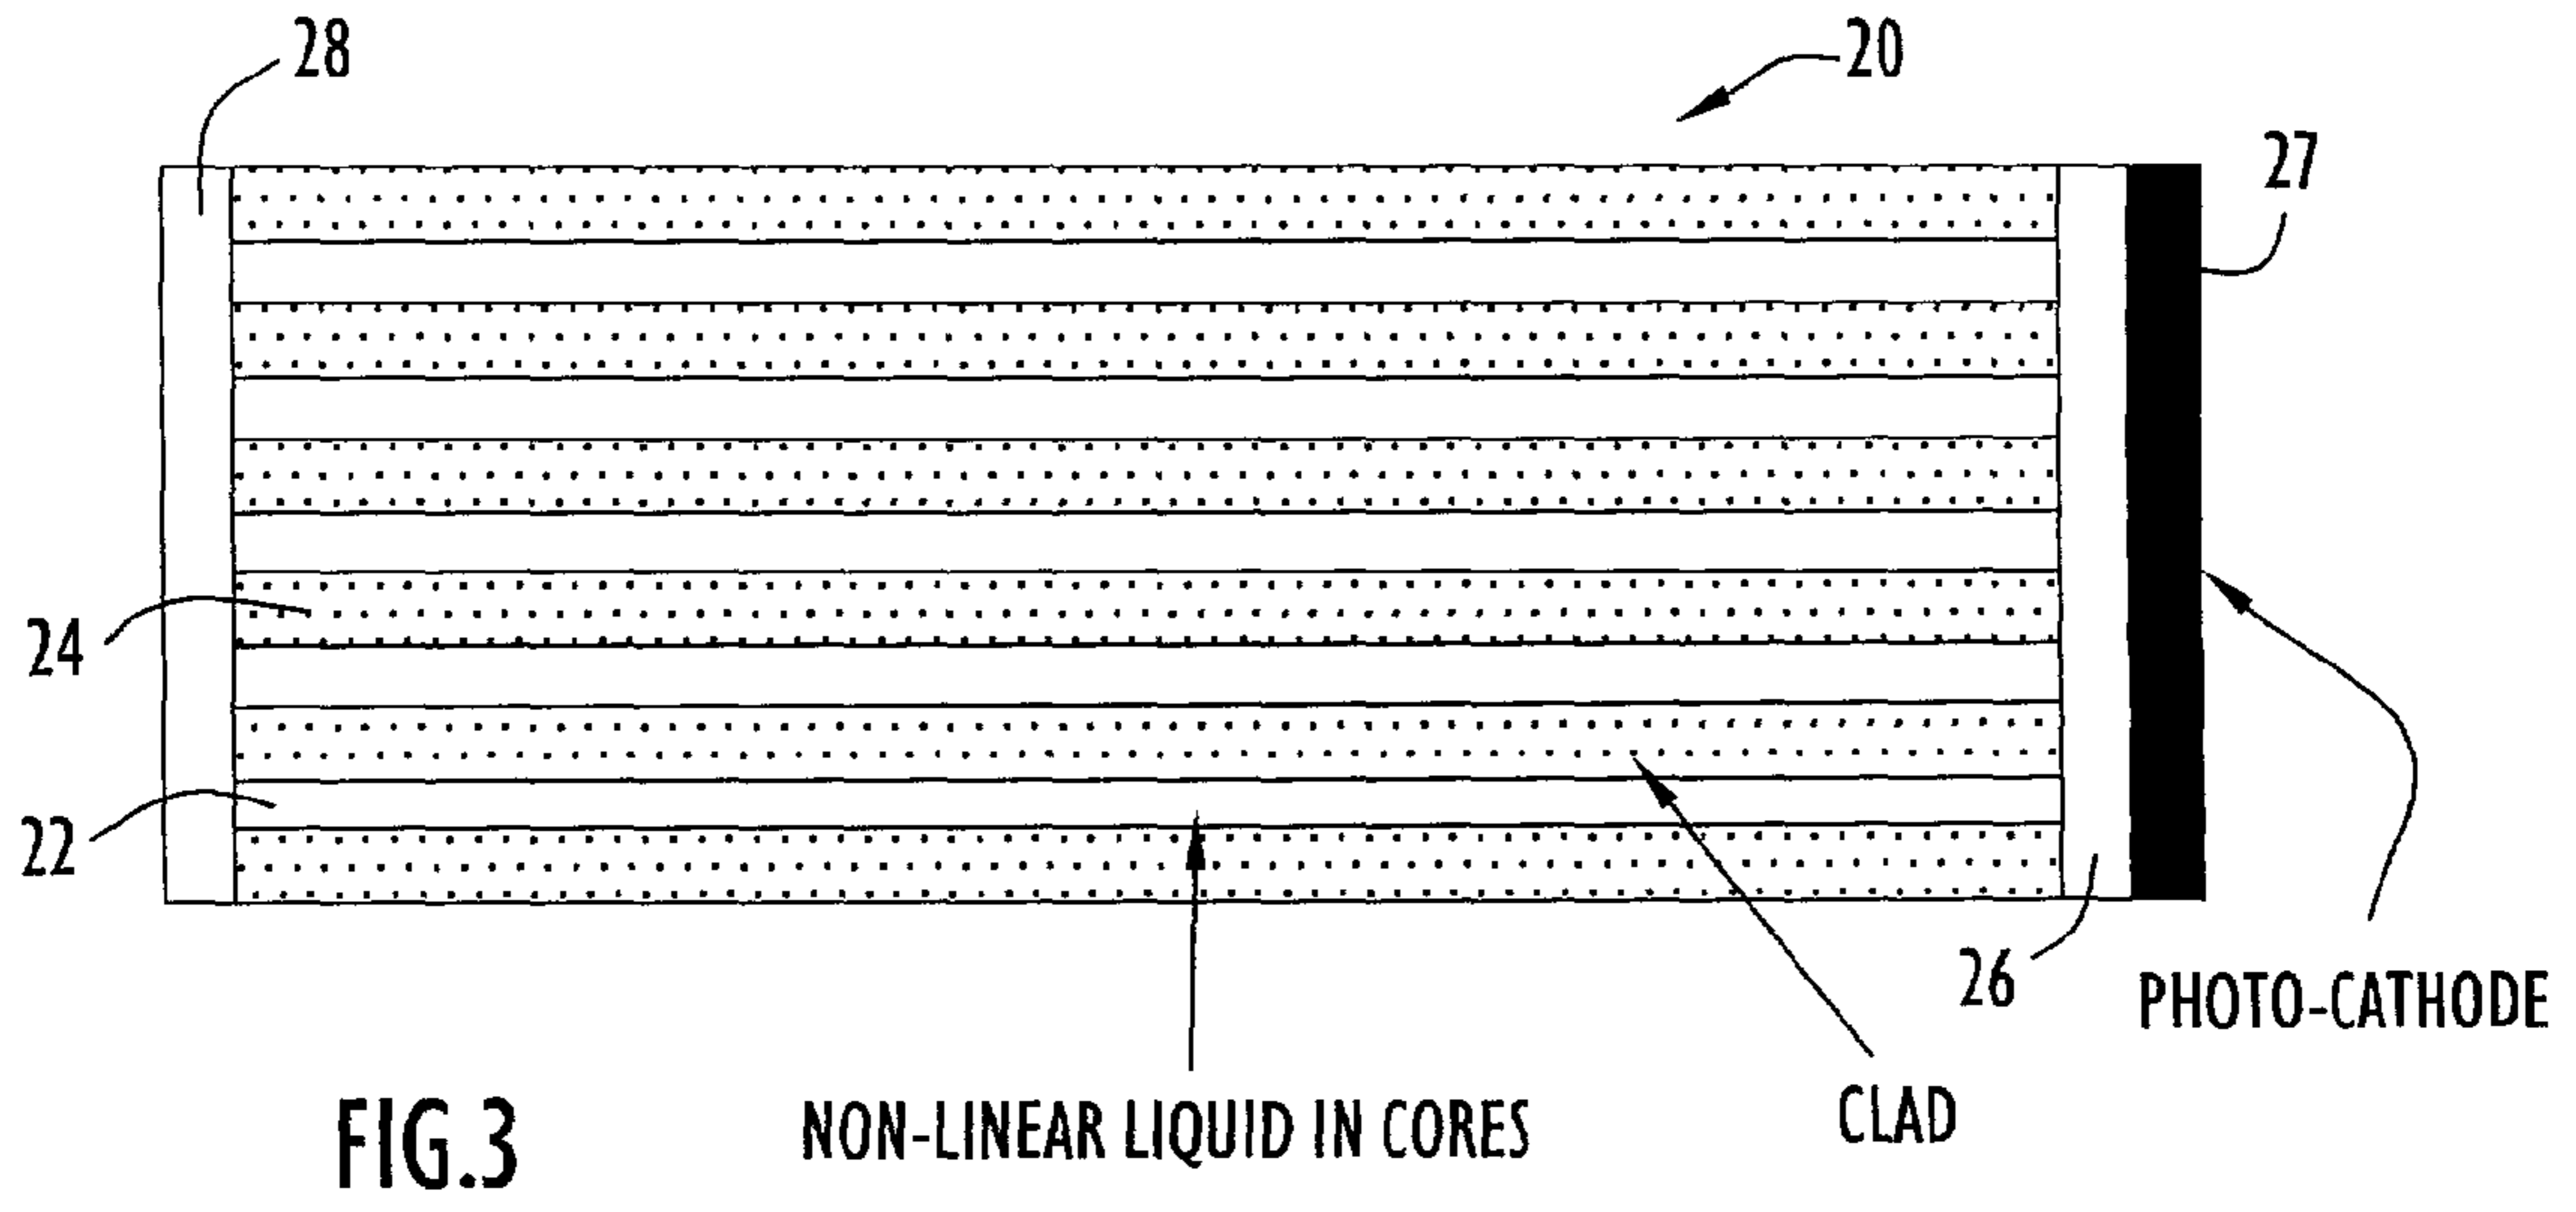 28
20
27
24
22
26
PHOTO-CATHODE
NON-LINEAR LIQUID IN CORES
CLAD
FIG.3